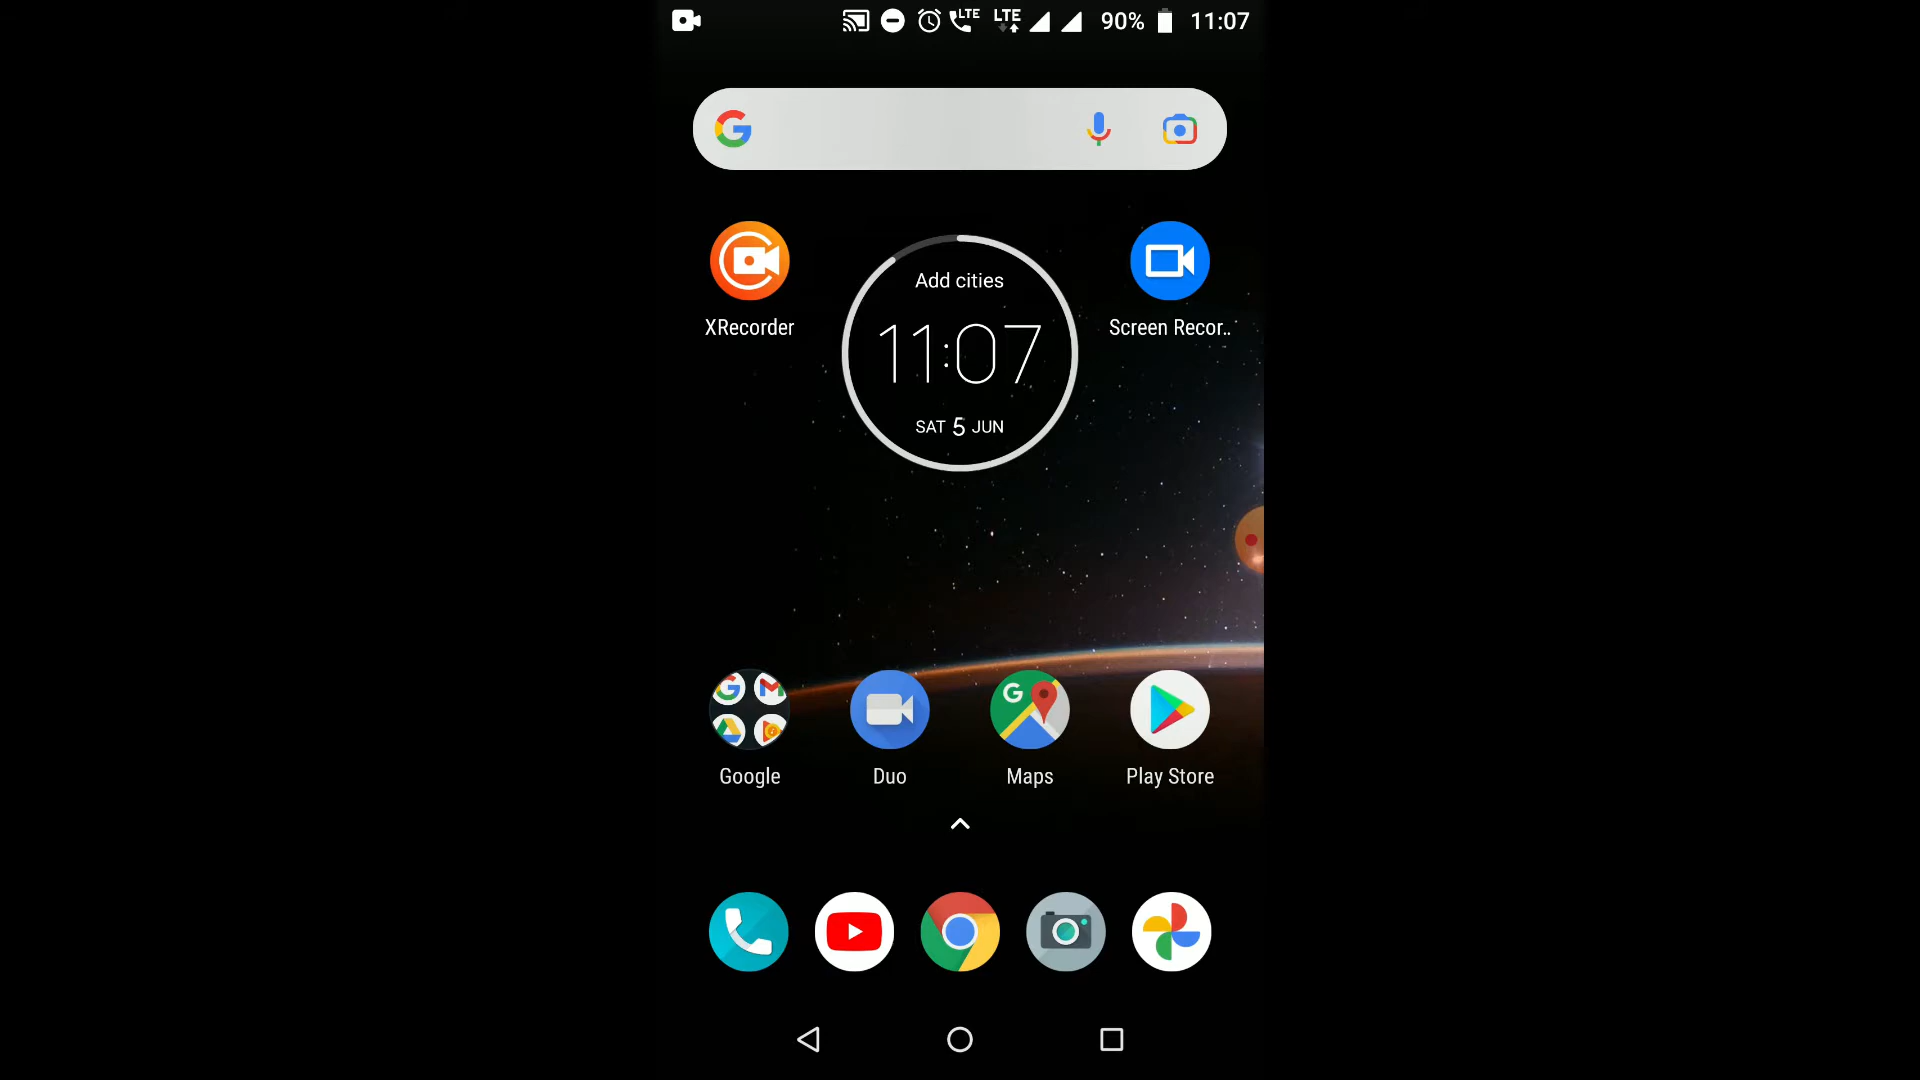 LTE LTE 90% 11:07
Add cities
11:07
SAT 5 JUN
XRecorder Screen Recor..
Google Duo Maps Play Store